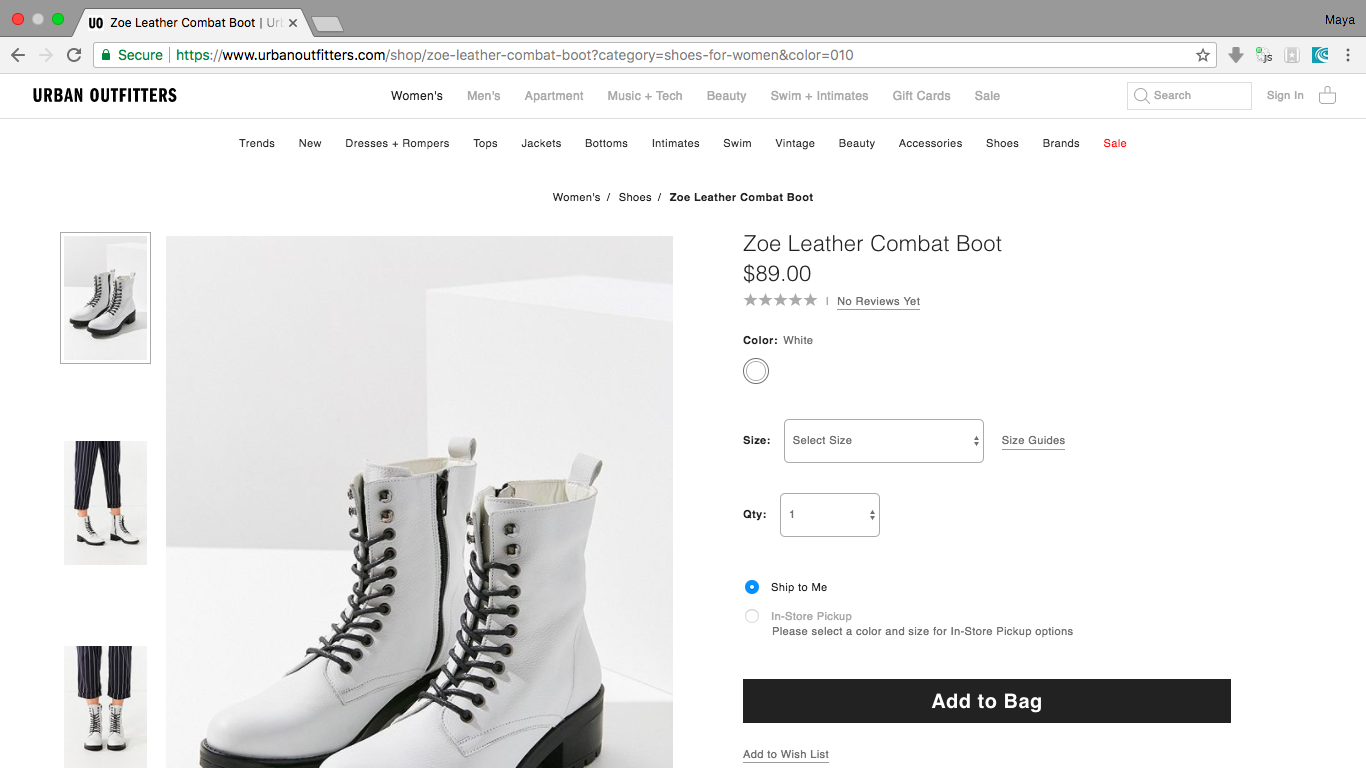 UO Zoe Leather Combat Boot | Ur
Maya
Secure https://www.urbanoutfitters.com/shop/zoe-leather-combat-boot?category=shoes-for-women&color=010
JS
URBAN OUTFITTERS
Women's Men's Apartment Music + Tech Beauty Swim + Intimates Gift Cards Sale Search Sign In
Trends New Dresses + Rompers Tops Jackets Bottoms Intimates Swim Vintage Beauty Accessories Shoes Brands Sale
Women's / Shoes / Zoe Leather Combat Boot
Zoe Leather Combat Boot
$89.00
| No Reviews Yet
Color: White
Size: Select Size Size Guides
Qty: 1
Ship to Me
In-Store Pickup
Please select a color and size for In-Store Pickup options
Add to Bag
Add to Wish List